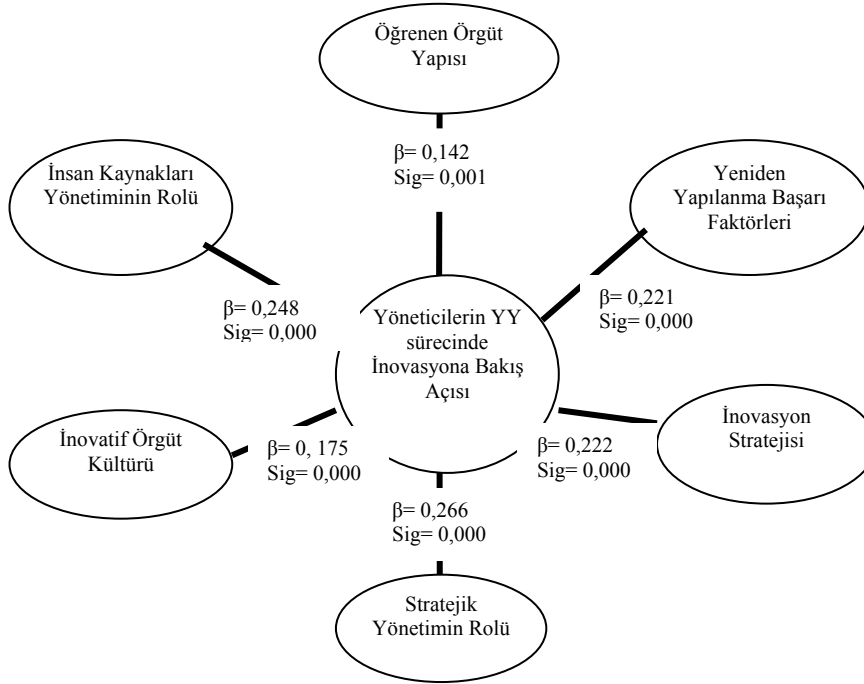 Öğrenen Örgüt
Yapısı
β= 0,142
Sig= 0,001
İnsan Kaynakları
Yönetiminin Rolü
Yeniden
Yapılanma Başarı
Faktörleri
β= 0,248
Sig= 0,000
β= 0,221
Sig= 0,000
Yöneticilerin YY
sürecinde
İnovasyona Bakış
Açısı
İnovatif Örgüt
Kültürü
β= 0, 175
Sig= 0,000
β= 0,222
Sig= 0,000
İnovasyon
Stratejisi
β= 0,266
Sig= 0,000
Stratejik
Yönetimin Rolü